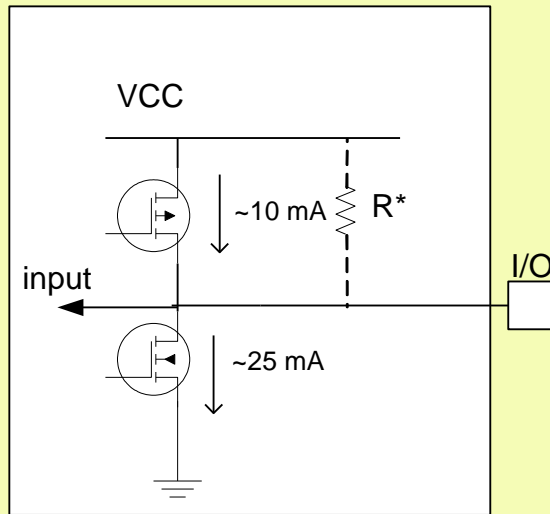 VCC
~10 mA
R*
I/O
input
~25 mA